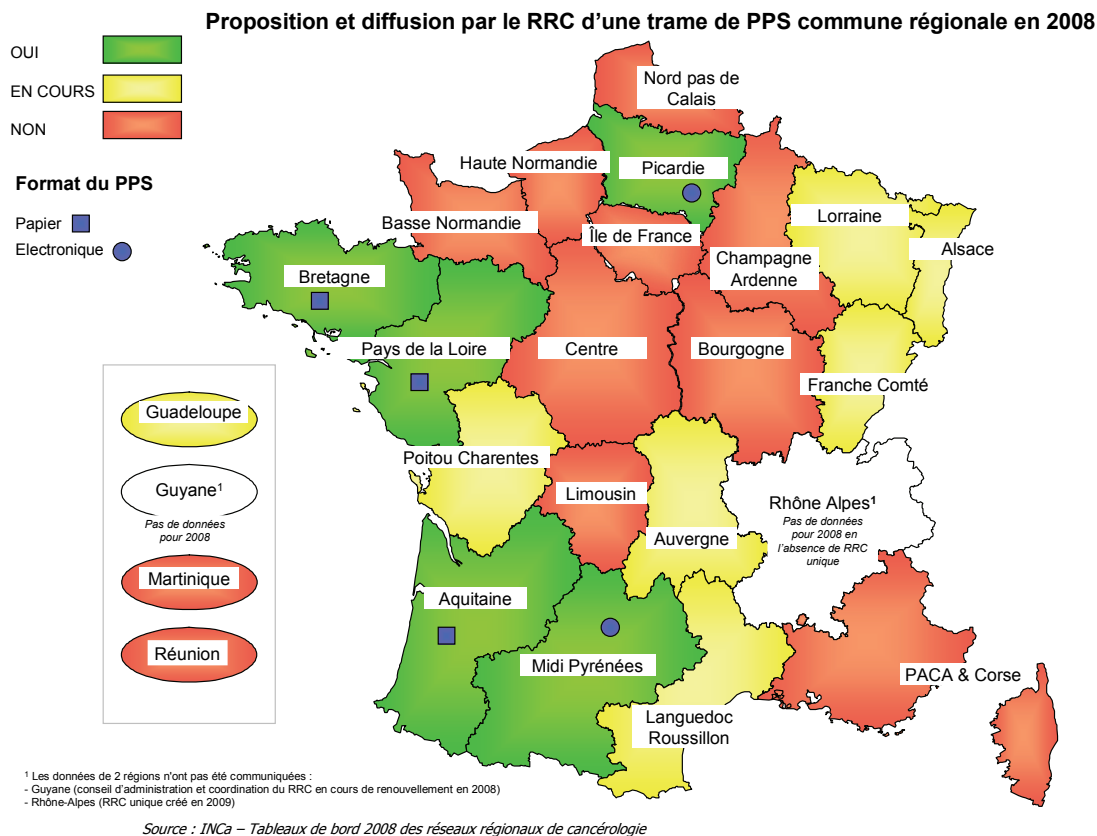 Proposition et diffusion par le RRC d'une trame de PPS commune régionale en 2008
OUI
EN COURS
NON
Format du PPS
Papier
Electronique
Nord pas de
Calais
Haute Normandie
Picardie
Basse Normandie
Île de France
Lorraine
Alsace
Champagne
Ardenne
Bretagne
Pays de la Loire
Centre
Bourgogne
Franche Comté
Poitou Charentes
Limousin
Auvergne
Rhône Alpes¹
Pas de données
pour 2008 en
l'absence de RRC
unique
Aquitaine
Midi Pyrénées
Languedoc
Roussillon
PACA & Corse
Guadeloupe
Guyane¹
Pas de données
pour 2008
Martinique
Réunion
¹ Les données de 2 régions n'ont pas été communiquées :
- Guyane (conseil d'administration et coordination du RRC en cours de renouvellement en 2008)
- Rhône-Alpes (RRC unique créé en 2009)
Source : INCa – Tableaux de bord 2008 des réseaux régionaux de cancérologie